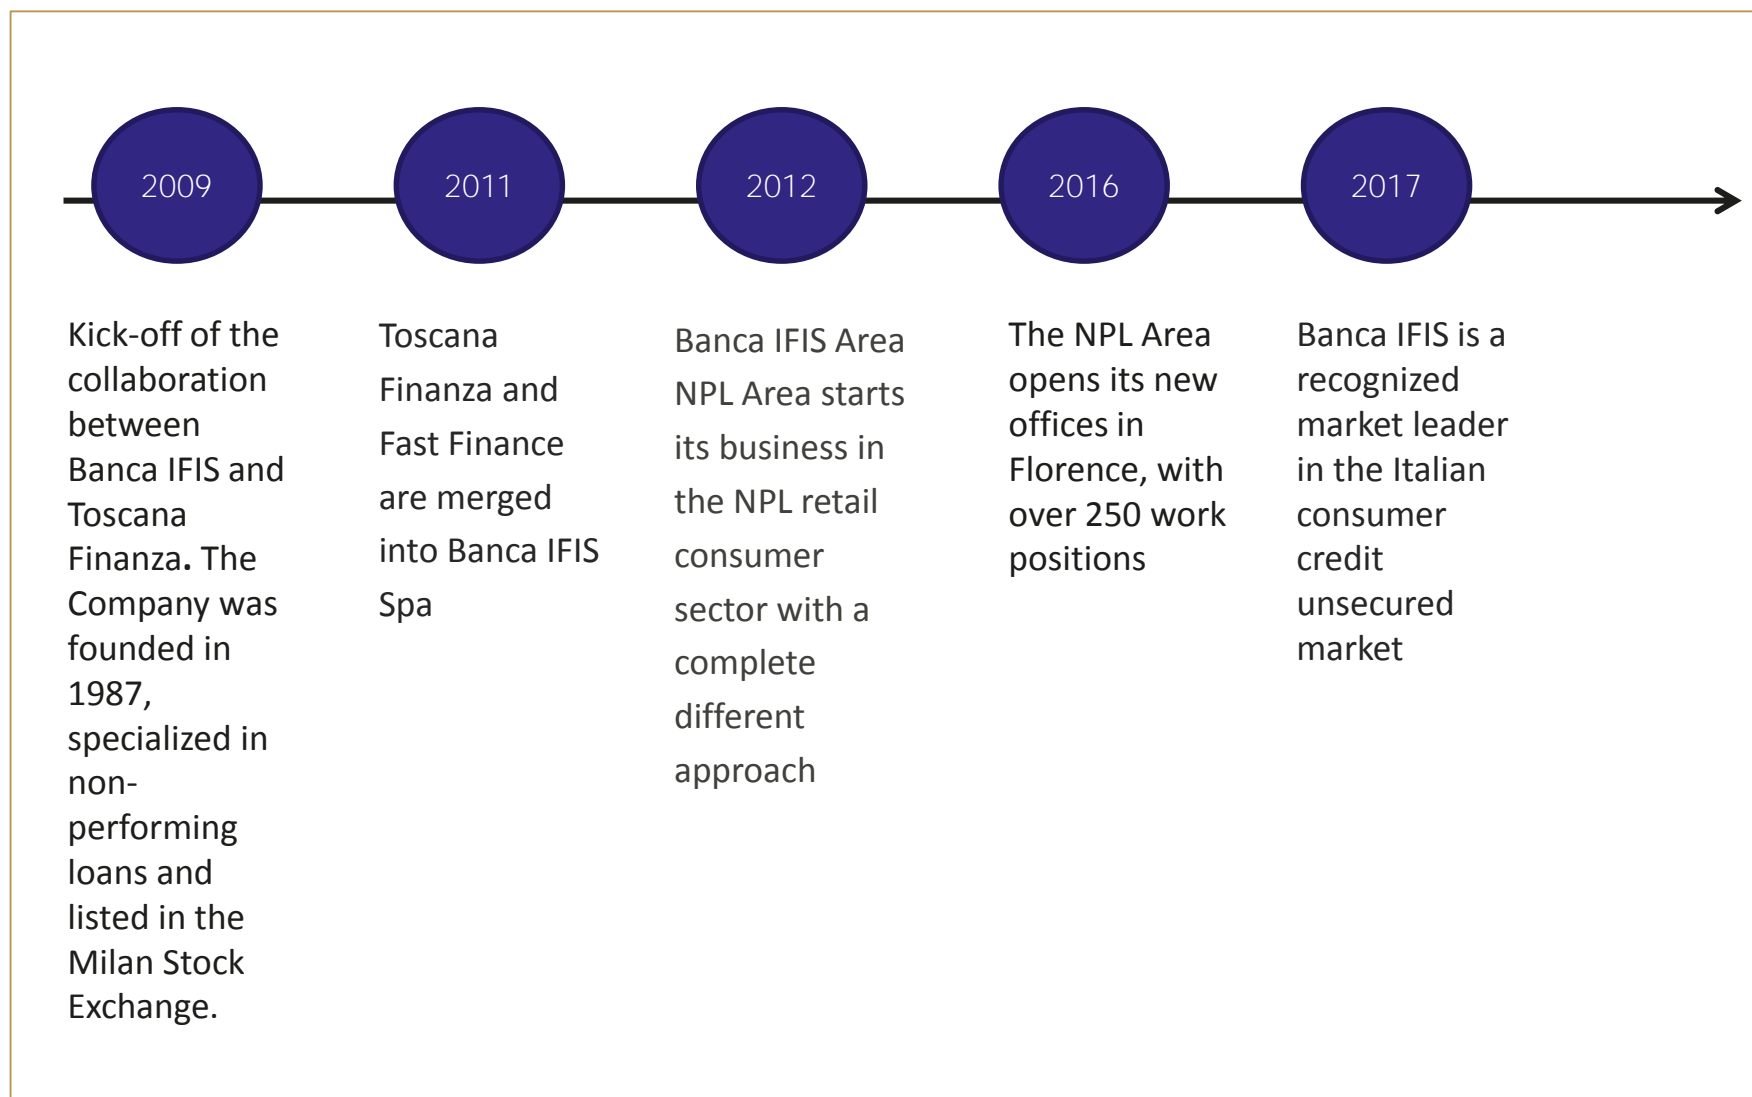 2009
2011
2012
2016
2017
Kick-off of the
collaboration
between
Banca IFIS and
Toscana
Finanza. The
Company was
founded in
1987,
specialized in
non-
performing
loans and
listed in the
Milan Stock
Exchange.
Toscana
Finanza and
Fast Finance
are merged
into Banca IFIS
Spa
Banca IFIS Area
NPL Area starts
its business in
the NPL retail
consumer
sector with a
complete
different
approach
The NPL Area
opens its new
offices in
Florence, with
over 250 work
positions
Banca IFIS is a
recognized
market leader
in the Italian
consumer
credit
unsecured
market